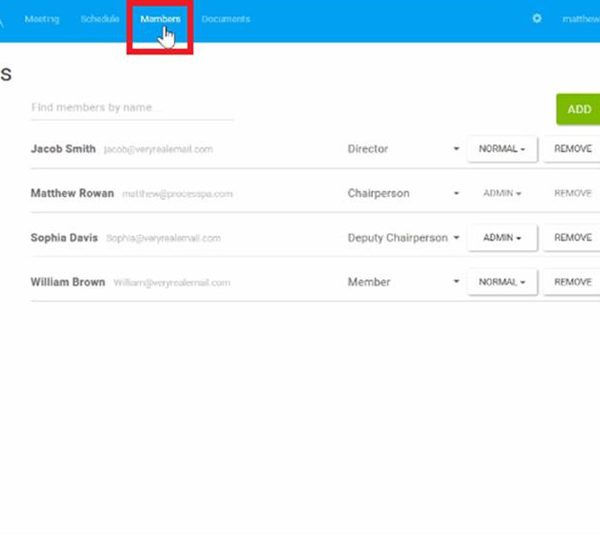 Meeting Schedule Members Documents matthew
s
Find members by name...
ADD
Jacob Smith jacob@veryrealemail.com Director NORMAL REMOVE
Matthew Rowan matthew@processpa.com Chairperson ADMIN REMOVE
Sophia Davis Sophia@veryrealemail.com Deputy Chairperson ADMIN REMOVE
William Brown William@veryrealemail.com Member NORMAL REMOVE